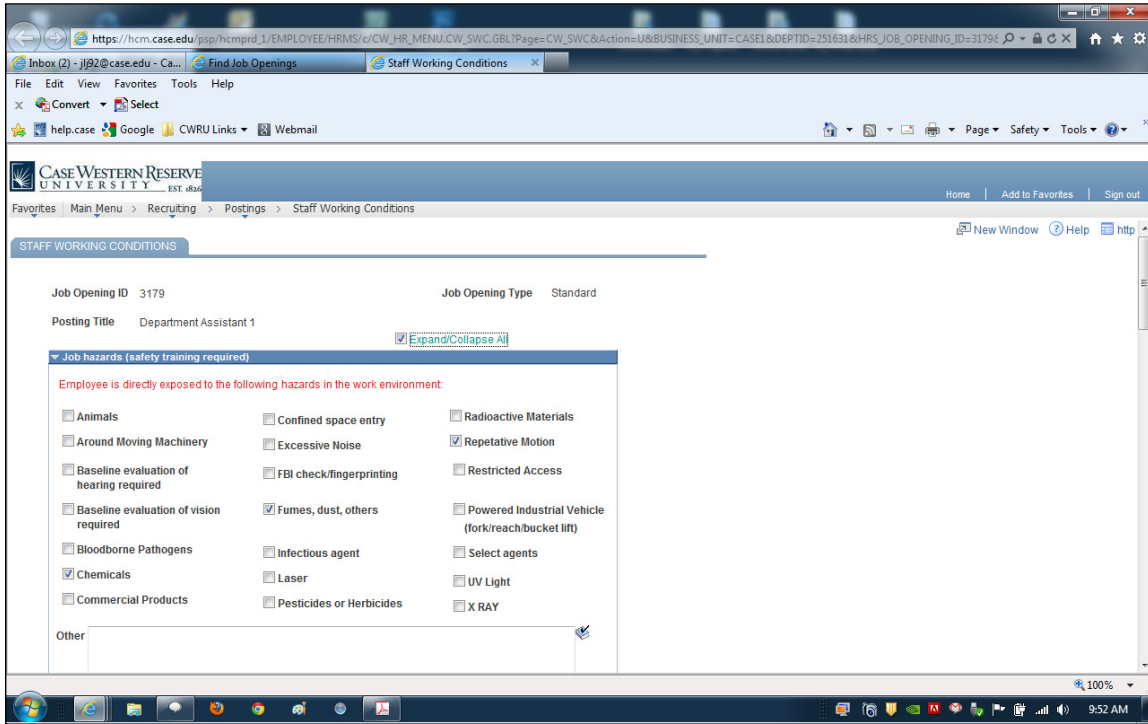 https://hcm.case.edu/psp/hcmprd_1/EMPLOYEE/HRMS/c/CW_HR_MENU.CW_SWC.GBL?Page=CW_SWC&Action=U&BUSINESS_UNIT=CASE1&DEPTID=251631&HRS_JOB_OPENING_ID=3179&
Inbox (2) - jlj92@case.edu - Ca... Find Job Openings Staff Working Conditions
File Edit View Favorites Tools Help
Convert Select
help.case Google CWRU Links Webmail Page Safety Tools
CASE WESTERN RESERVE
UNIVERSITY EST. 1826
Home | Add to Favorites | Sign out
Favorites Main Menu > Recruiting > Postings > Staff Working Conditions
New Window Help http
STAFF WORKING CONDITIONS
Job Opening ID 3179 Job Opening Type Standard
Posting Title Department Assistant 1
Expand/Collapse All
Job hazards (safety training required)
Employee is directly exposed to the following hazards in the work environment:
Animals Confined space entry Radioactive Materials
Around Moving Machinery Excessive Noise Repetative Motion
Baseline evaluation of
hearing required FBI check/fingerprinting Restricted Access
Baseline evaluation of vision
required Fumes, dust, others Powered Industrial Vehicle
(fork/reach/bucket lift)
Bloodborne Pathogens Infectious agent Select agents
Chemicals Laser UV Light
Commercial Products Pesticides or Herbicides X RAY
Other
100%
9:52 AM